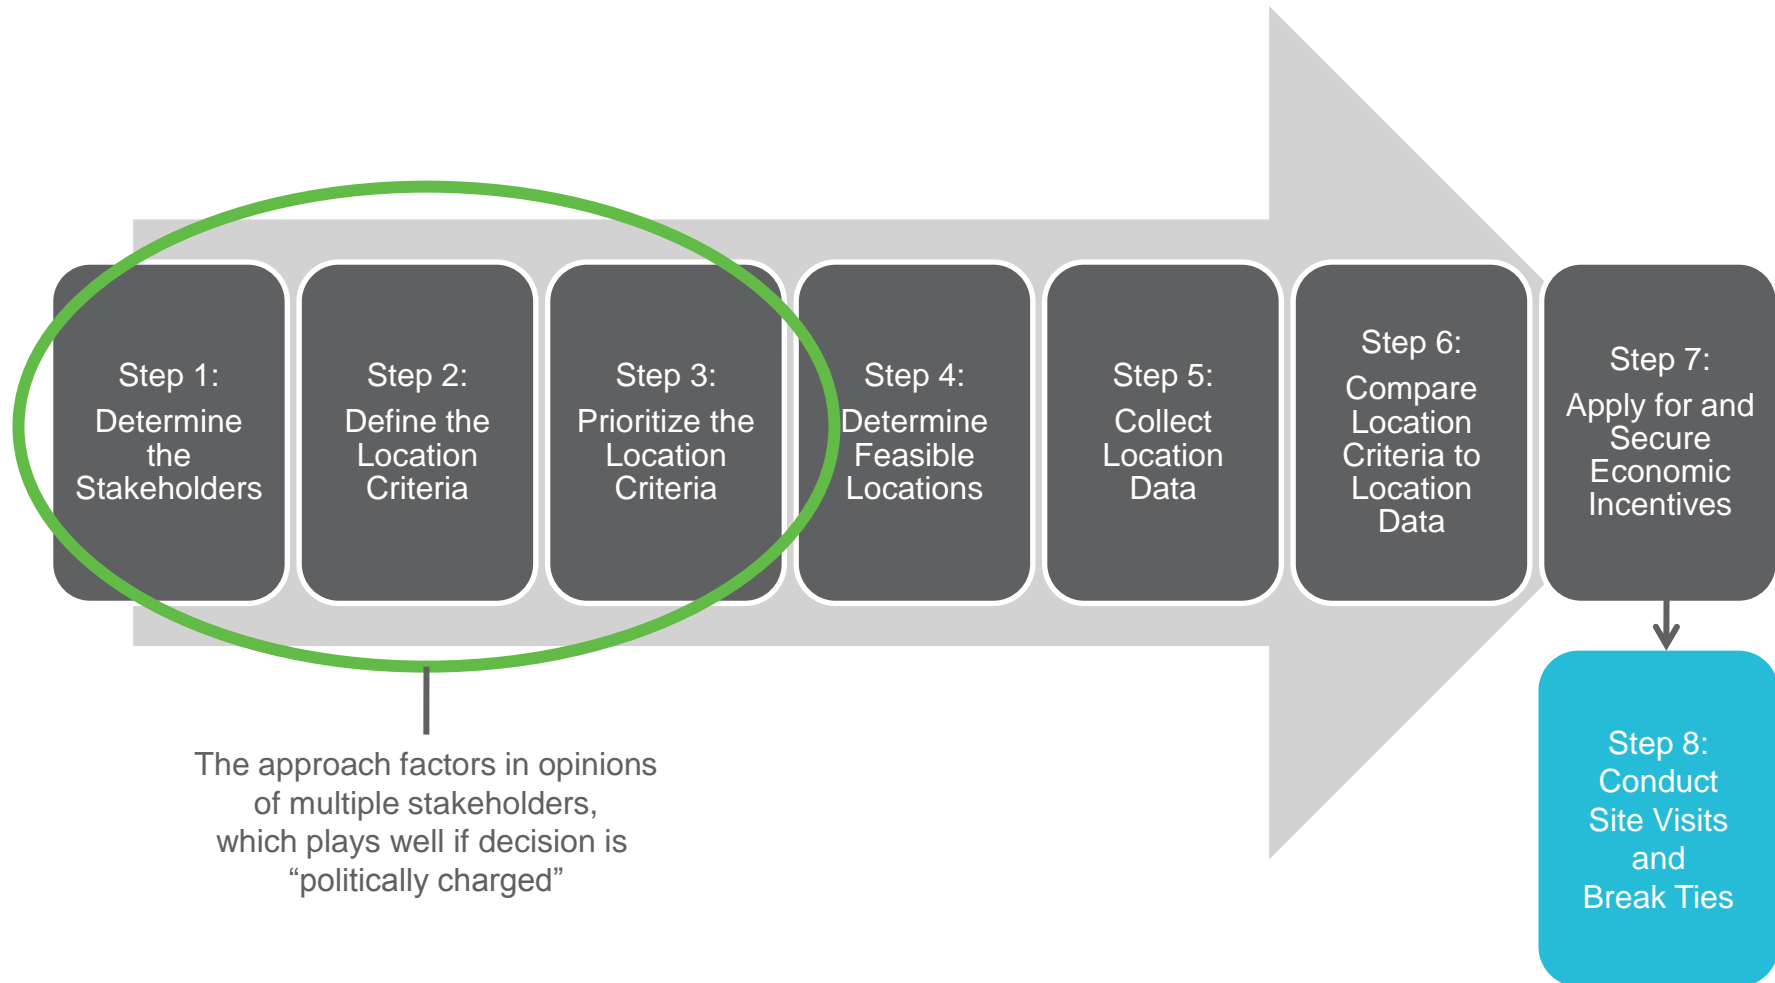 Step 1:
Determine
the
Stakeholders
Step 2:
Define the
Location
Criteria
Step 3:
Prioritize the
Location
Criteria
Step 4:
Determine
Feasible
Locations
Step 5:
Collect
Location
Data
Step 6:
Compare
Location
Criteria to
Location
Data
Step 7:
Apply for and
Secure
Economic
Incentives
Step 8:
Conduct
Site Visits
and
Break Ties
The approach factors in opinions
of multiple stakeholders,
which plays well if decision is
“politically charged”